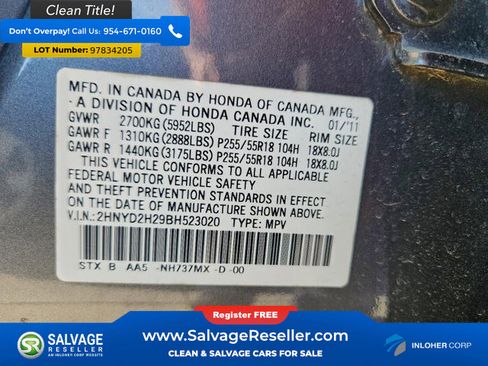 Clean Title!
Don't Overpay! Call Us: 954-671-0160
LOT Number: 97834205
MFD. IN CANADA BY HONDA OF CANADA MFG.,
A DIVISION OF HONDA CANADA INC. 01/'11
GVWR 2700KG(5952LBS) TIRE SIZE RIM SIZE
GAWR F 1310KG(2888LBS)P255/55R18 104H 18X8.0J
GAWR R 1440KG(3175LBS)P255/55R18 104H 18X8.0J
THIS VEHICLE CONFORMS TO ALL APPLICABLE
FEDERAL MOTOR VEHICLE SAFETY
AND THEFT PREVENTION STANDARDS IN EFFECT
ON THE DATE OF MANUFACTURE SHOWN ABOVE.
V.I.N.:2HNYD2H29BH523020 TYPE: MPV
STX B AA5 -NH737MX -D -00
Register FREE!
SALVAGE
RESELLER
AN INLOHER CORP WEBSITE
www.SalvageReseller.com
CLEAN & SALVAGE CARS FOR SALE
INLOHER CORP.